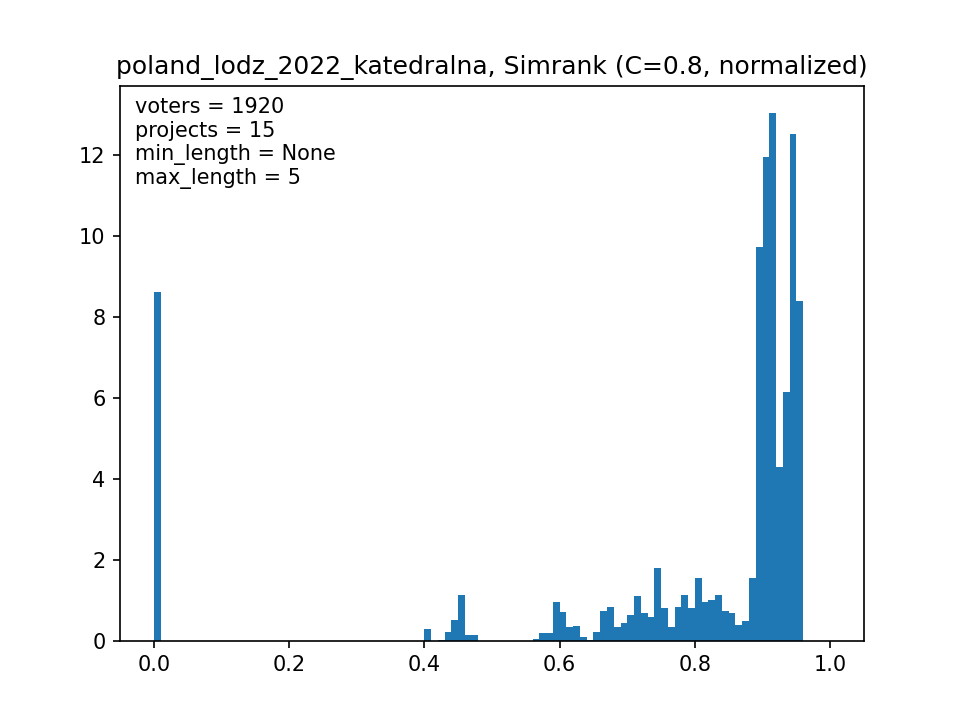 poland_lodz_2022_katedralna, Simrank (C=0.8, normalized)
voters = 1920
projects = 15
min_length = None
max_length = 5
12
10
8
6
4
2
0
0.0 0.2 0.4 0.6 0.8 1.0